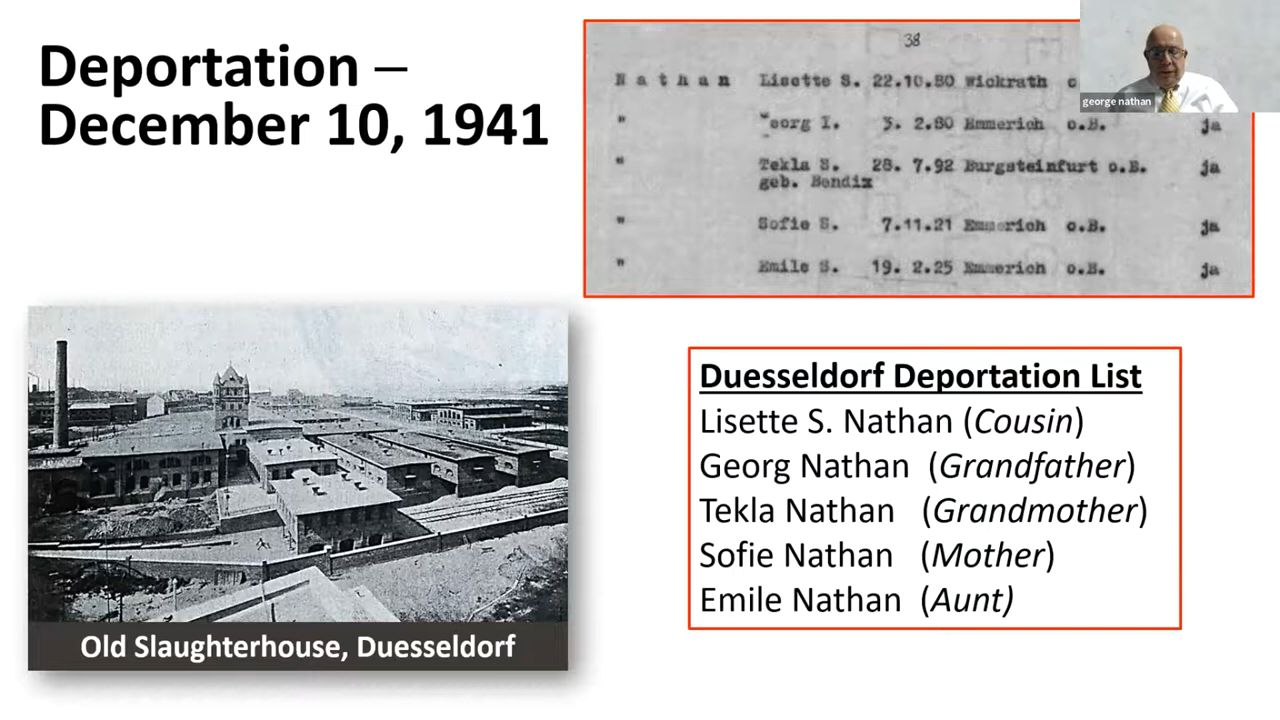 Deportation –
December 10, 1941
38
Nathan Lisette S. 22.10.80 Wickrath o
" Georg I. 3. 2.80 Emmerich o.B. ja
" Tekla S. 28. 7.92 Burgsteinfurt o.B. ja
geb. Bendix
" Sofie S. 7.11.21 Emmerich o.B. ja
" Emile S. 19. 2.25 Emmerich o.B. ja
george nathan
Duesseldorf Deportation List
Lisette S. Nathan (Cousin)
Georg Nathan (Grandfather)
Tekla Nathan (Grandmother)
Sofie Nathan (Mother)
Emile Nathan (Aunt)
Old Slaughterhouse, Duesseldorf